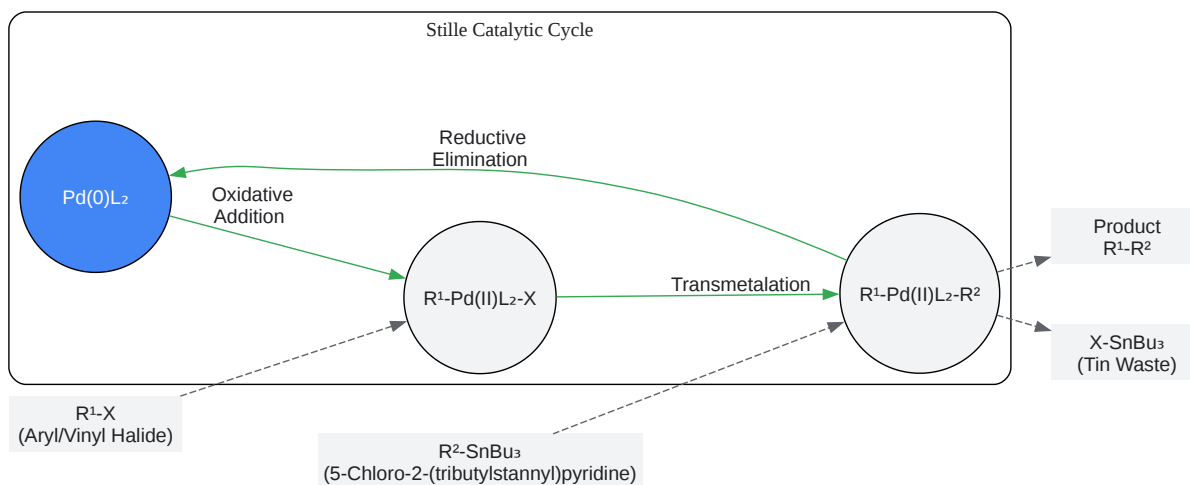 Stille Catalytic Cycle
Reductive
Elimination
Pd(0)L₂
Oxidative
Addition
Product
R¹-R²
R¹-Pd(II)L₂-X
Transmetalation
R¹-Pd(II)L₂-R²
X-SnBu₃
(Tin Waste)
R¹-X
(Aryl/Vinyl Halide)
R²-SnBu₃
(5-Chloro-2-(tributylstannyl)pyridine)